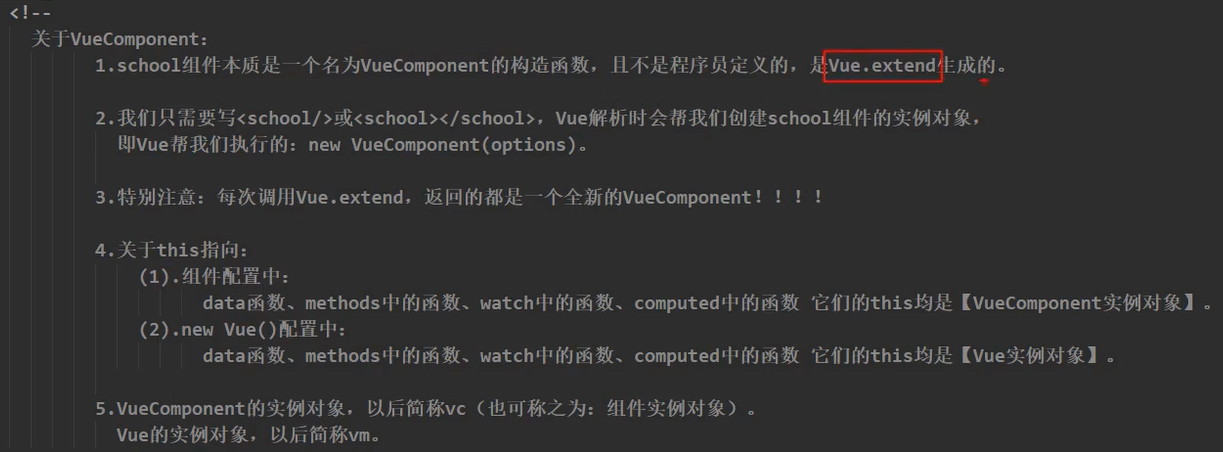 <!--
关于VueComponent：
1.school组件本质是一个名为VueComponent的构造函数，且不是程序员定义的，是Vue.extend生成的。
2.我们只需要写<school/>或<school></school>，Vue解析时会帮我们创建school组件的实例对象，
即Vue帮我们执行的：new VueComponent(options)。
3.特别注意：每次调用Vue.extend，返回的都是一个全新的VueComponent！！！！
4.关于this指向：
(1).组件配置中：
data函数、methods中的函数、watch中的函数、computed中的函数 它们的this均是【VueComponent实例对象】。
(2).new Vue()配置中：
data函数、methods中的函数、watch中的函数、computed中的函数 它们的this均是【Vue实例对象】。
5.VueComponent的实例对象，以后简称vc（也可称之为：组件实例对象）。
Vue的实例对象，以后简称vm。